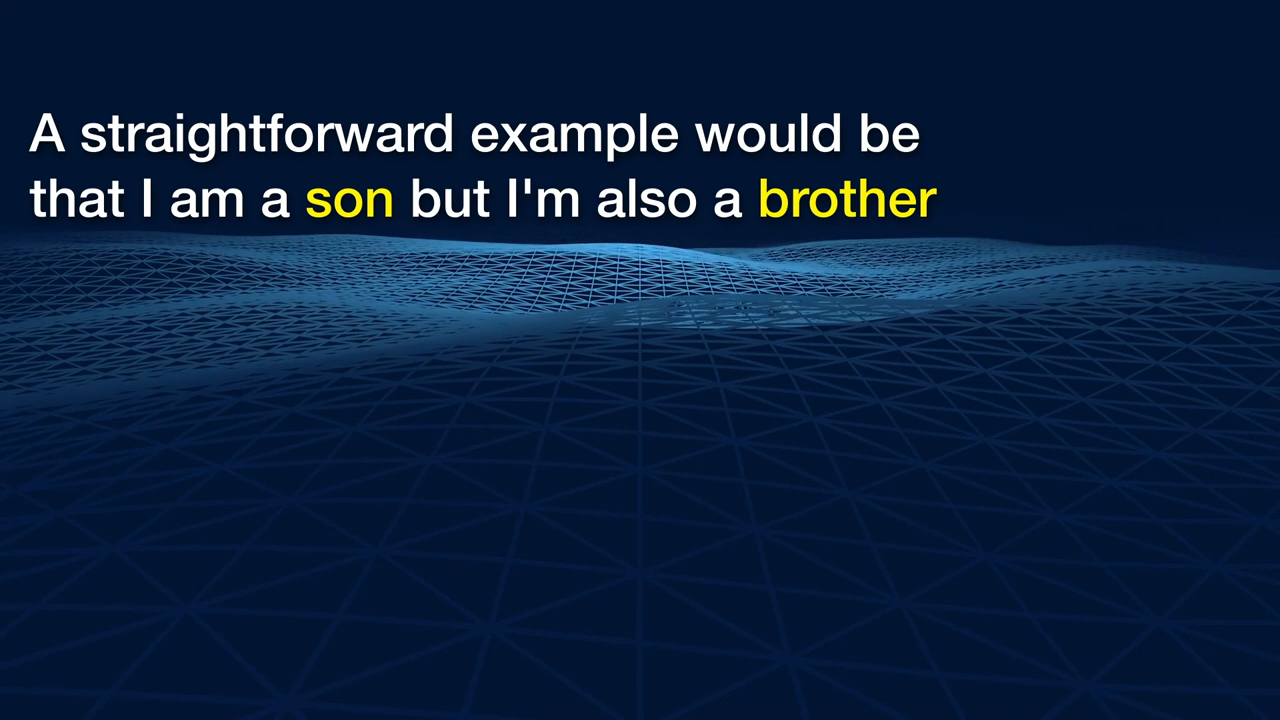 A straightforward example would be
that I am a son but I'm also a brother